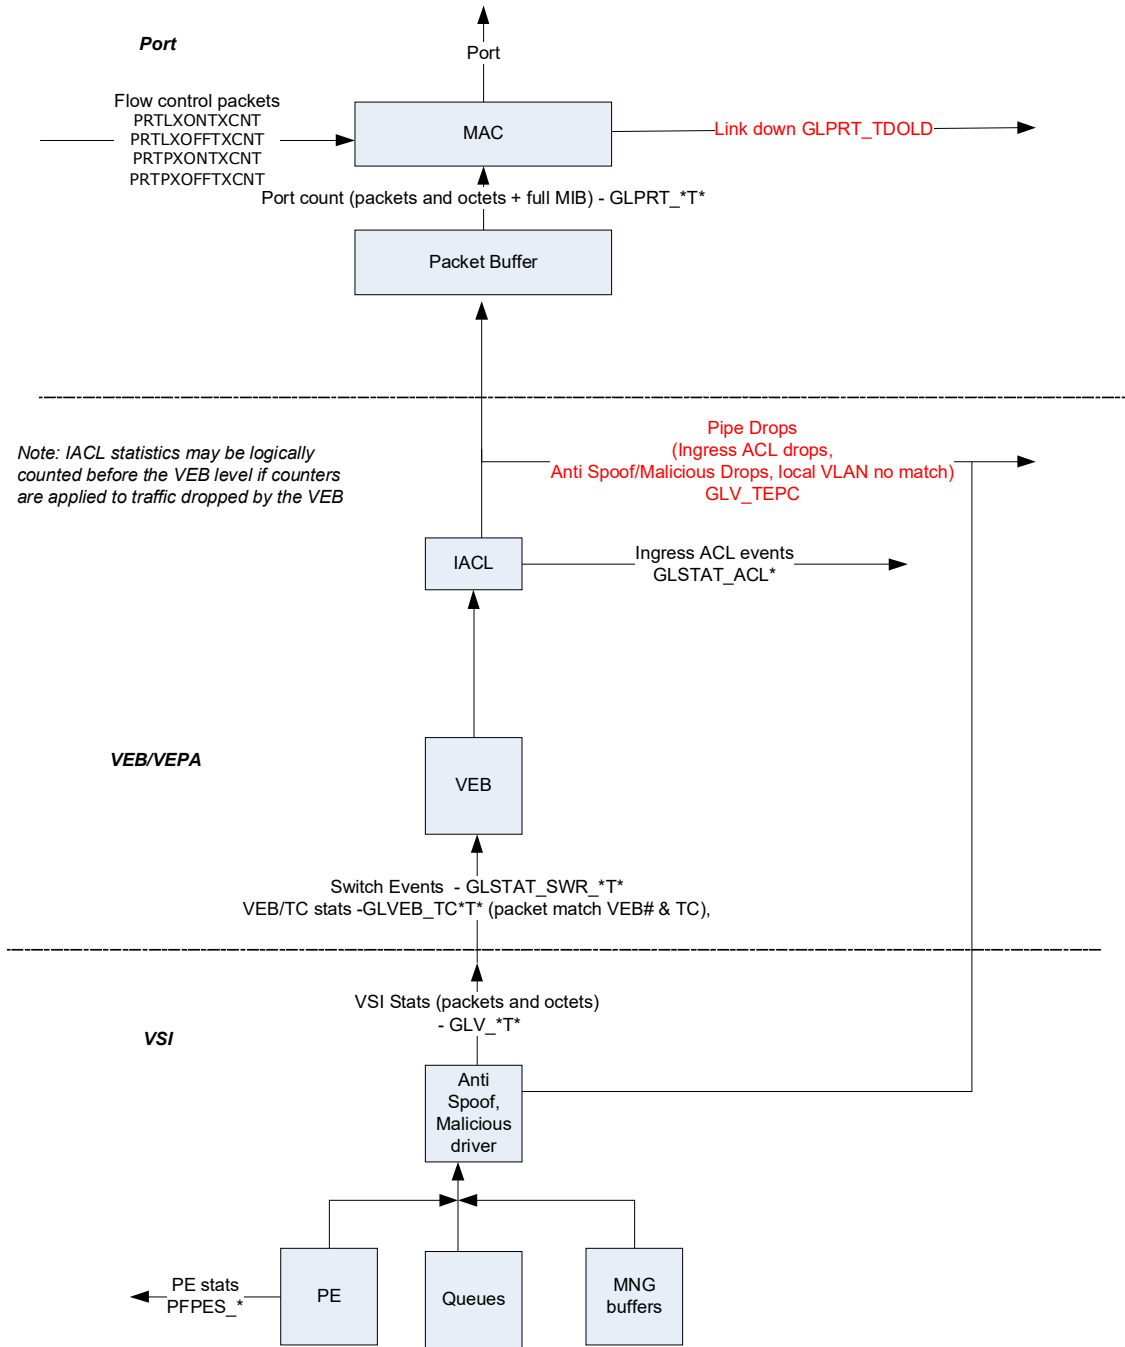 Port
Port
Flow control packets
PRTLXONTXCNT
PRTLXOFFTXCNT
PRTPXONTXCNT
PRTPXOFFTXCNT
MAC
Link down GLPRT_TDOLD
Port count (packets and octets + full MIB) - GLPRT_*T*
Packet Buffer
Note: IACL statistics may be logically
counted before the VEB level if counters
are applied to traffic dropped by the VEB
Pipe Drops
(Ingress ACL drops,
Anti Spoof/Malicious Drops, local VLAN no match)
GLV_TEPC
IACL
Ingress ACL events
GLSTAT_ACL*
VEB/VEPA
VEB
Switch Events - GLSTAT_SWR_*T*
VEB/TC stats -GLVEB_TC*T* (packet match VEB# & TC),
VSI Stats (packets and octets)
- GLV_*T*
VSI
Anti
Spoof,
Malicious
driver
PE stats
PFPES_*
PE
Queues
MNG
buffers